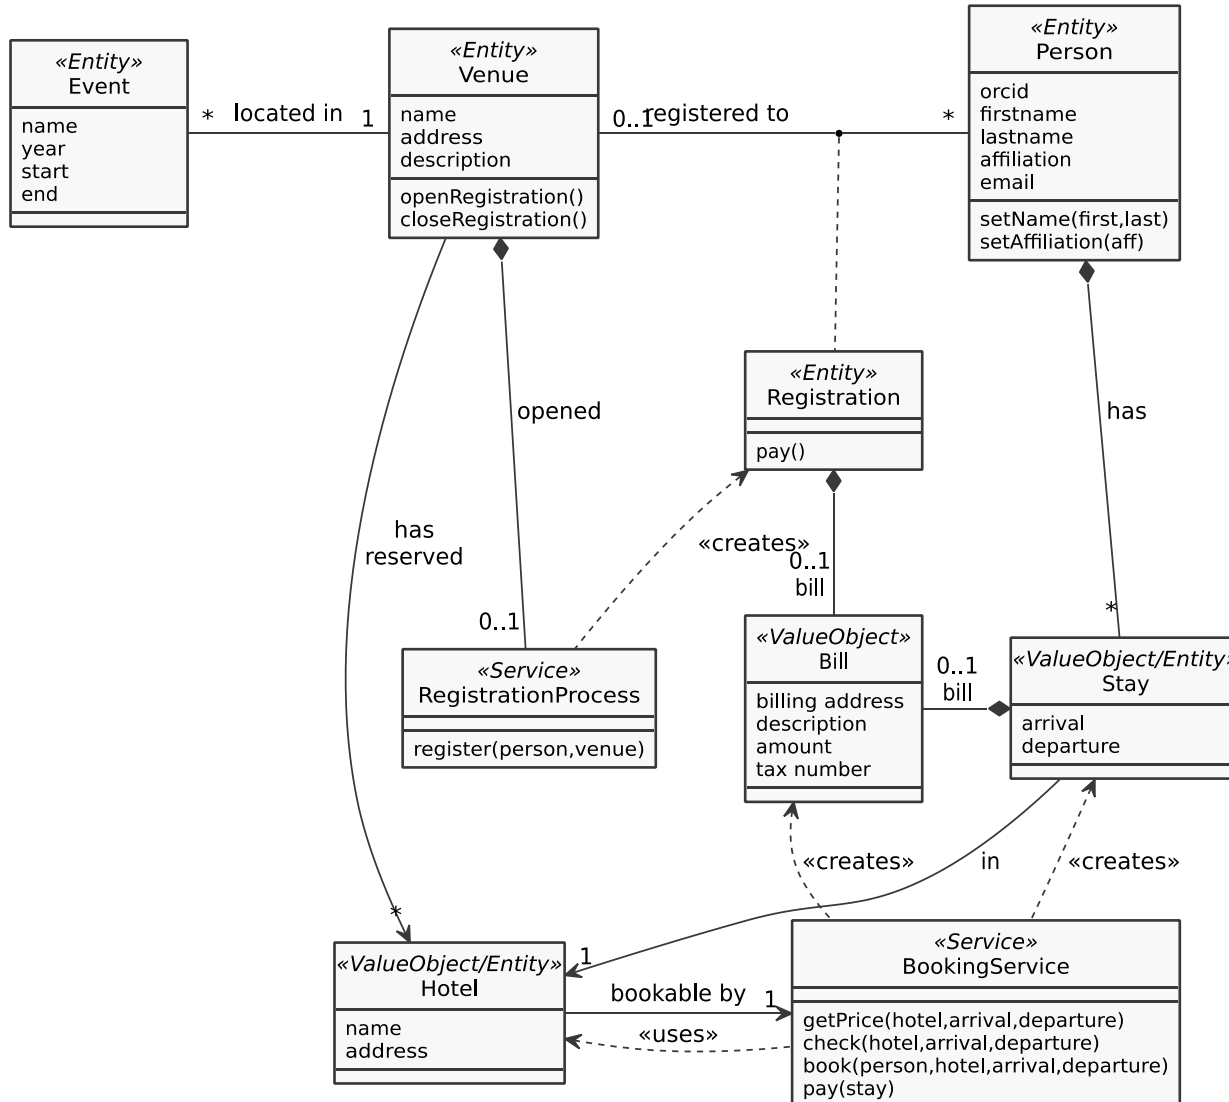 «Entity»
Event
name
year
start
end
* located in 1
«Entity»
Venue
name
address
description
openRegistration()
closeRegistration()
0..1 registered to *
«Entity»
Person
orcid
firstname
lastname
affiliation
email
setName(first,last)
setAffiliation(aff)
«Entity»
Registration
pay()
opened
has
has
reserved
«creates»
0..1
bill
0..1
*
«Service»
RegistrationProcess
register(person,venue)
«ValueObject»
Bill
billing address
description
amount
tax number
0..1
bill
«ValueObject/Entity»
Stay
arrival
departure
«creates»
in
«creates»
*
1
«ValueObject/Entity»
Hotel
name
address
bookable by 1
«uses»
«Service»
BookingService
getPrice(hotel,arrival,departure)
check(hotel,arrival,departure)
book(person,hotel,arrival,departure)
pay(stay)